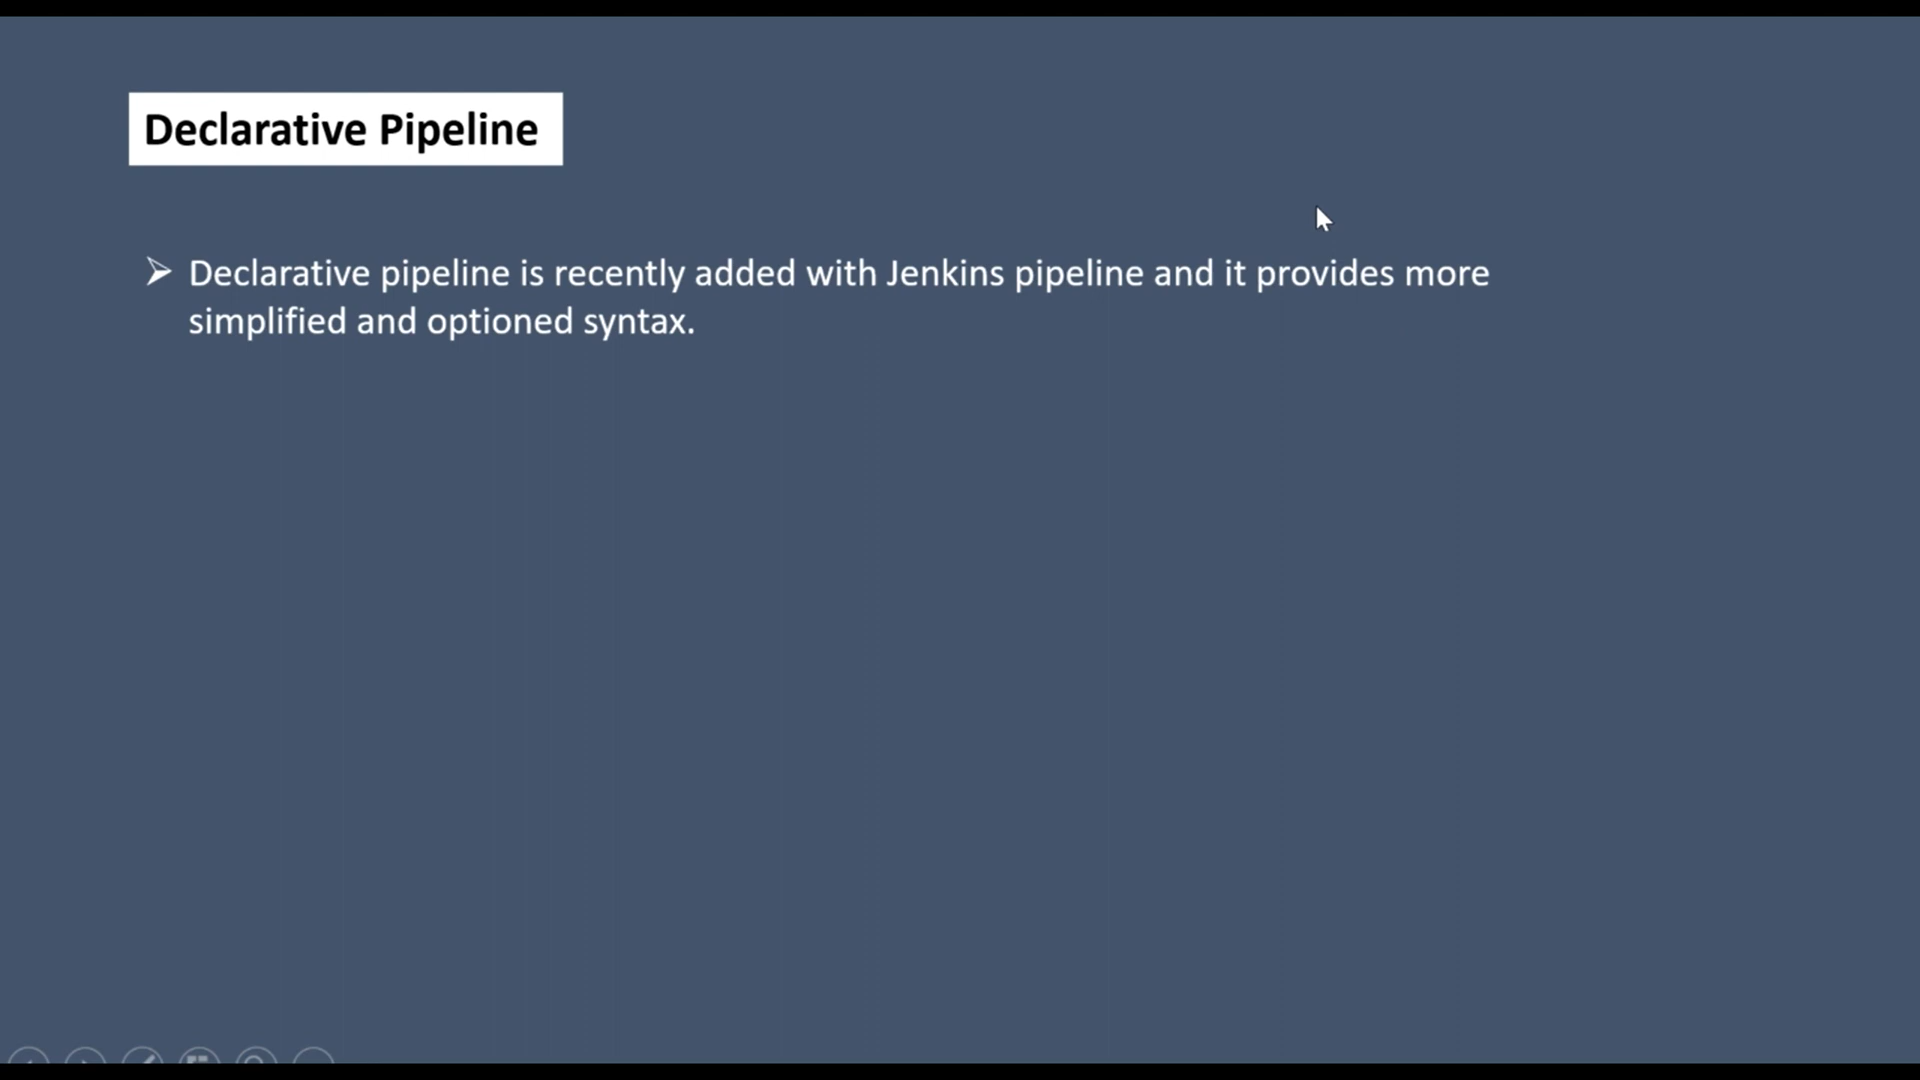 Declarative Pipeline
➢ Declarative pipeline is recently added with Jenkins pipeline and it provides more
simplified and optioned syntax.